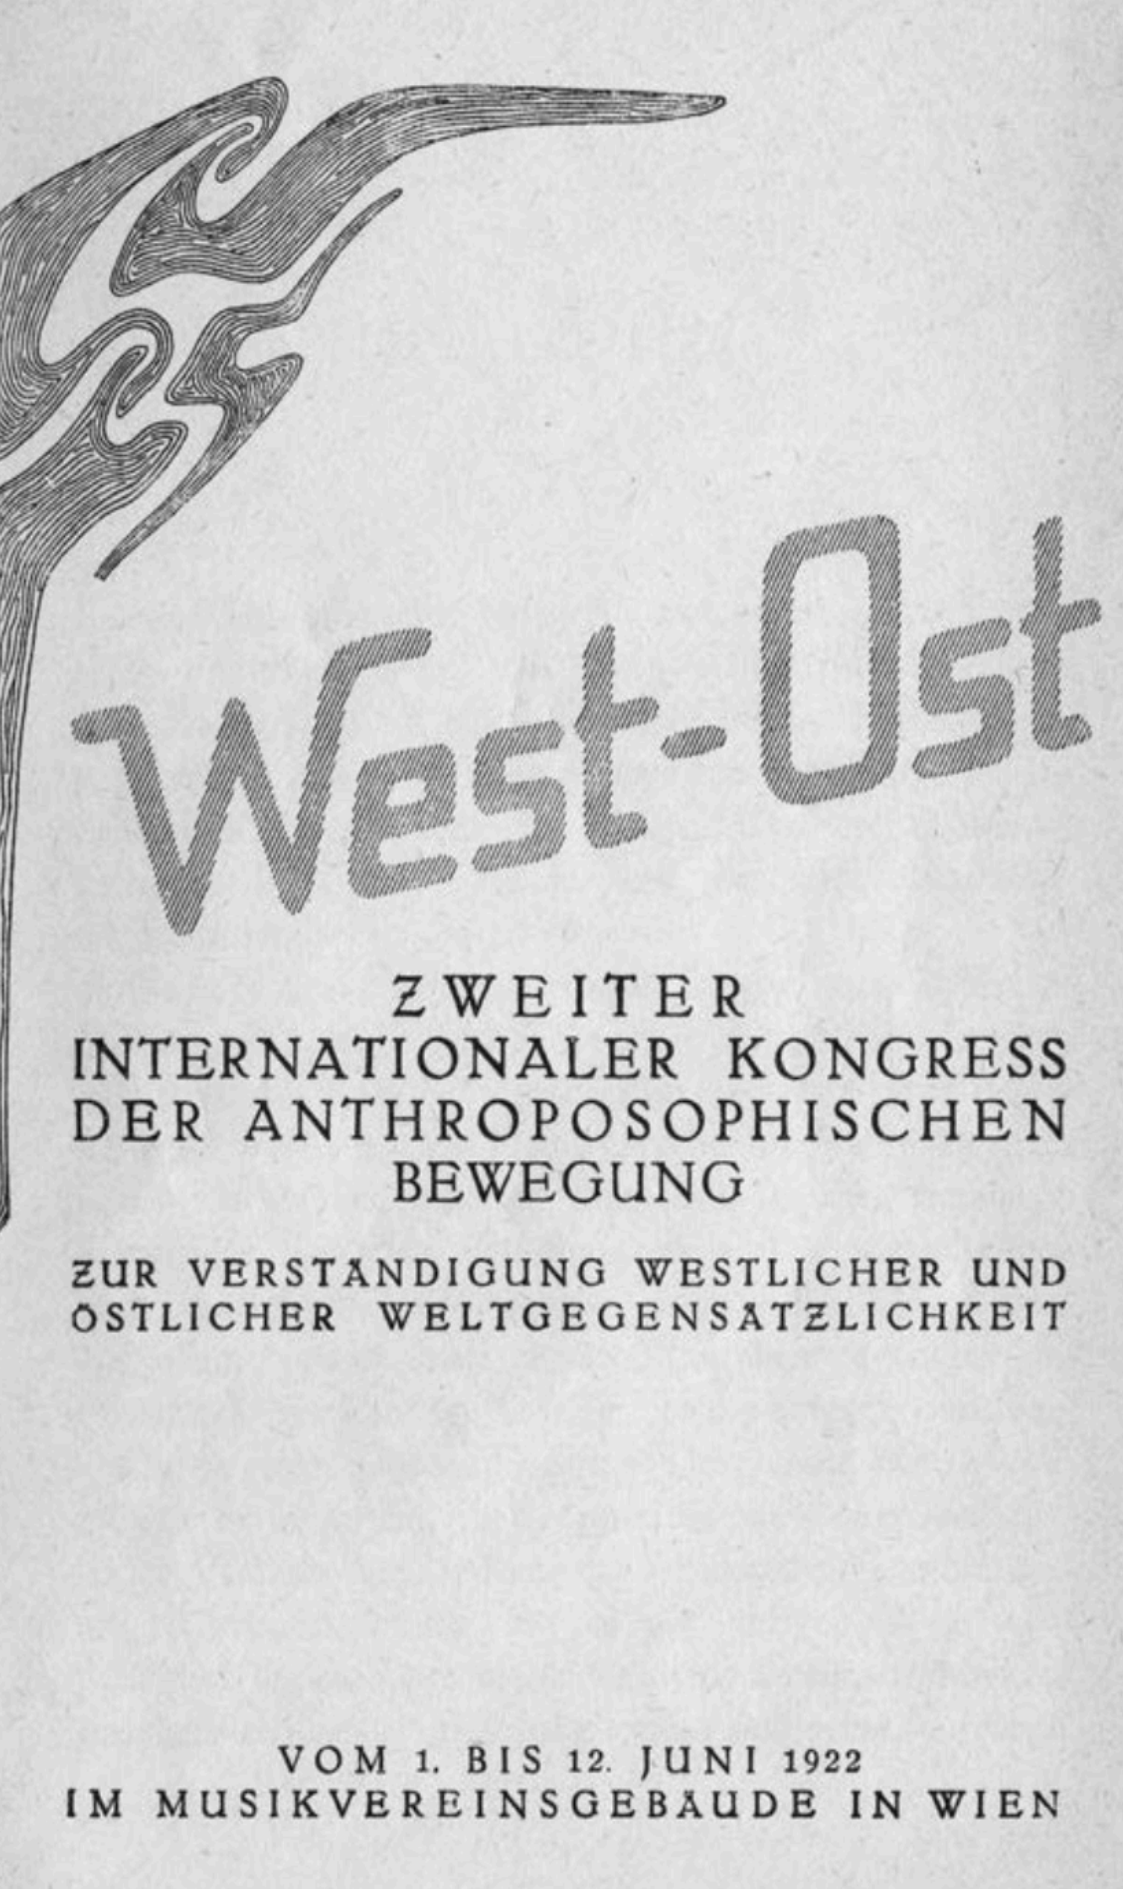 West-Ost
ZWEITER
INTERNATIONALER KONGRESS
DER ANTHROPOSOPHISCHEN
BEWEGUNG
ZUR VERSTÄNDIGUNG WESTLICHER UND
ÖSTLICHER WELTGEGENSÄTZLICHKEIT
VOM 1. BIS 12. JUNI 1922
IM MUSIKVEREINSGEBÄUDE IN WIEN